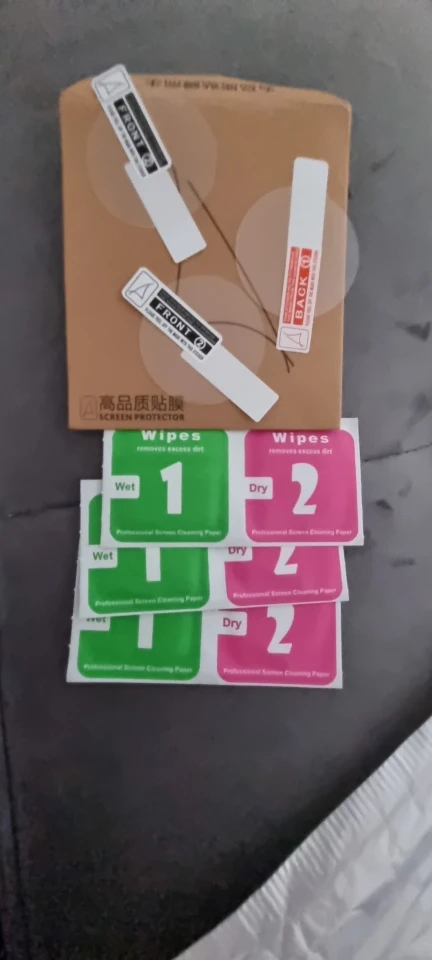 FRONT 2
BACK 1
FRONT 2
高品质贴膜
SCREEN PROTECTOR
Wipes
removes excess dirt
Wet
1
Professional Screen Cleaning Paper
Wipes
removes excess dirt
Dry
2
Professional Screen Cleaning Paper
Wet
1
Professional Screen Cleaning Paper
Dry
2
Professional Screen Cleaning Paper
Wet
1
Professional Screen Cleaning Paper
Dry
2
Professional Screen Cleaning Paper